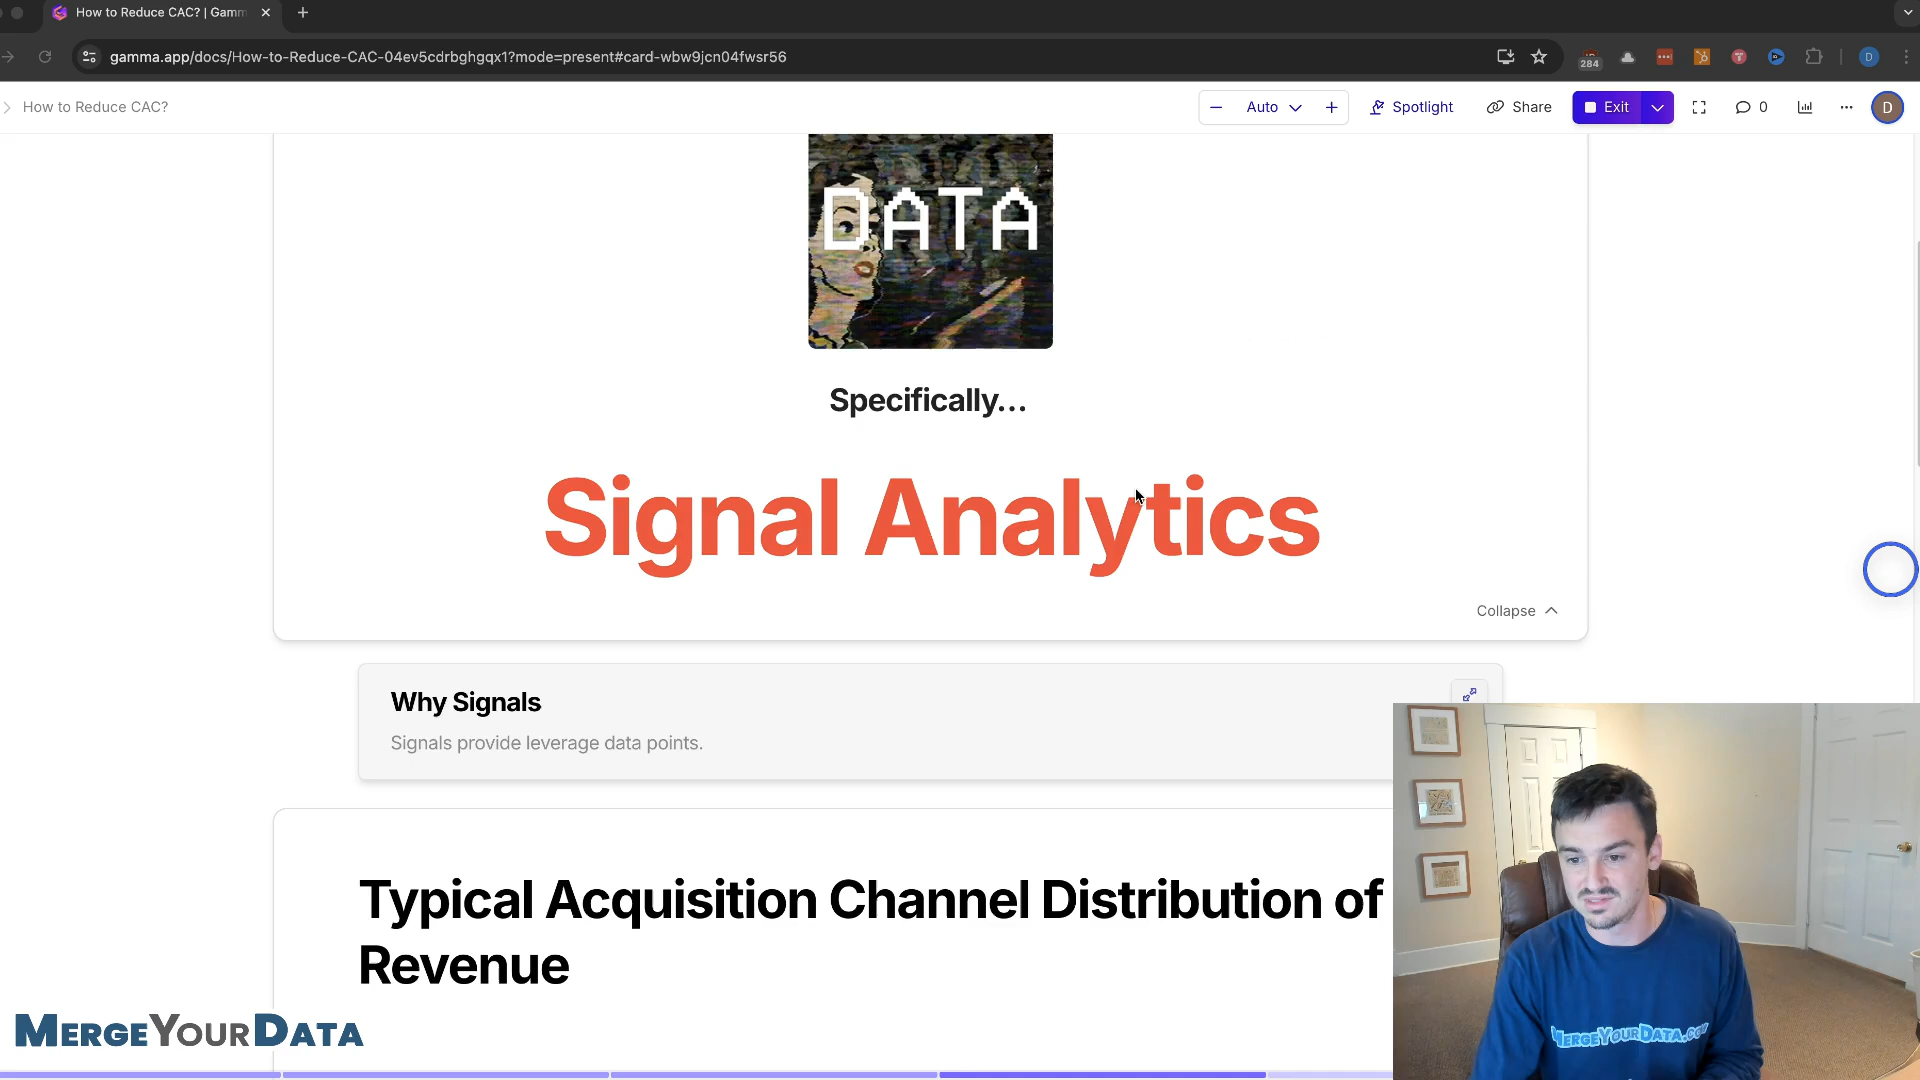 How to Reduce CAC? | Gamm
gamma.app/docs/How-to-Reduce-CAC-04ev5cdrbghgqx1?mode=present#card-wbw9jcn04fwsr56
284
D
How to Reduce CAC?
Auto
Spotlight
Share
Exit
0
D
DATA
Specifically...
Signal Analytics
Collapse
Why Signals
Signals provide leverage data points.
Typical Acquisition Channel Distribution of
Revenue
MERGEYOURDATA
MERGEYOURDATA.COM